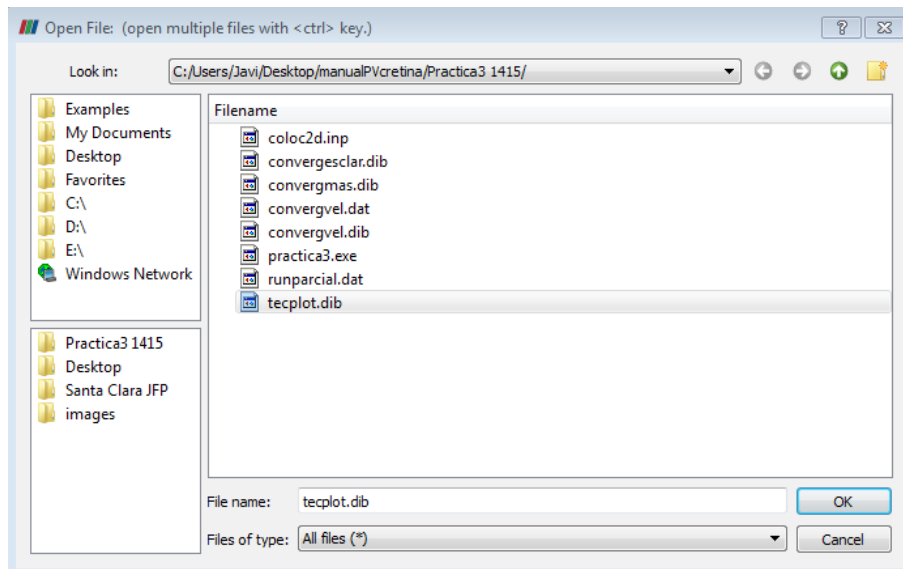 Open File: (open multiple files with <ctrl> key.)
Look in: C:/Users/Javi/Desktop/manualPVcretina/Practica3 1415/
Examples
My Documents
Desktop
Favorites
C:\
D:\
E:\
Windows Network
Practica3 1415
Desktop
Santa Clara JFP
images
Filename
coloc2d.inp
convergesclar.dib
convergmas.dib
convergvel.dat
convergvel.dib
practica3.exe
runparcial.dat
tecplot.dib
File name: tecplot.dib OK
Files of type: All files (*) Cancel